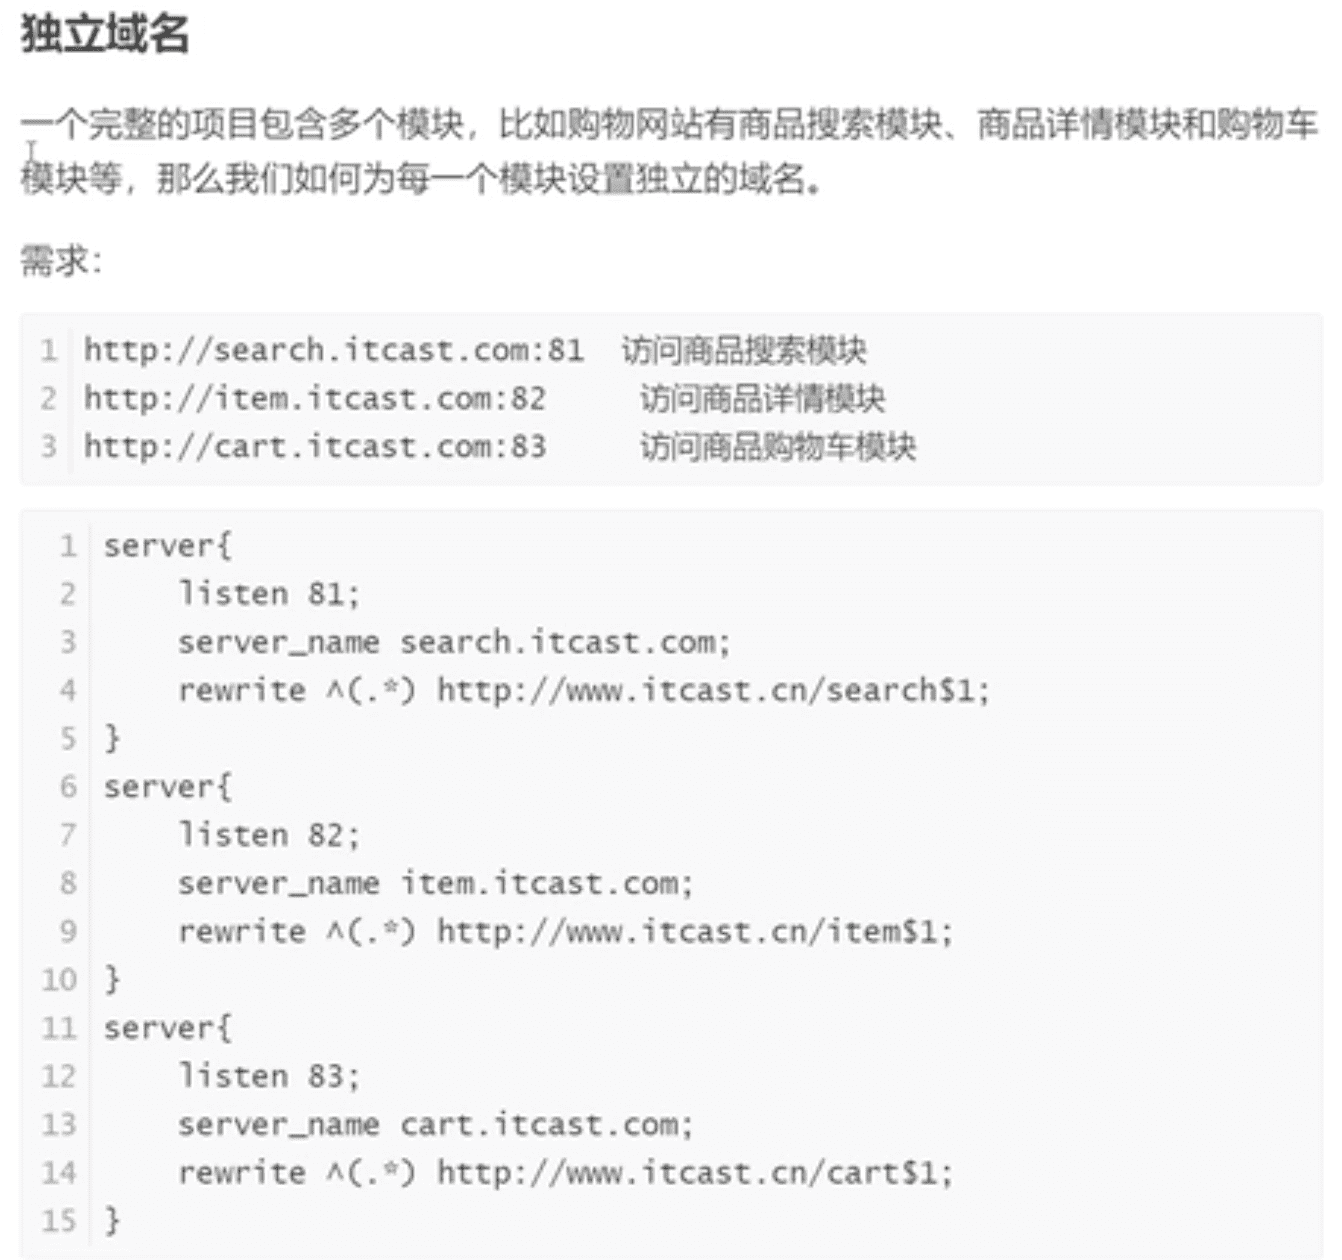 独立域名
一个完整的项目包含多个模块，比如购物网站有商品搜索模块、商品详情模块和购物车
模块等，那么我们如何为每一个模块设置独立的域名。
需求：
1 http://search.itcast.com:81  访问商品搜索模块
2 http://item.itcast.com:82     访问商品详情模块
3 http://cart.itcast.com:83     访问商品购物车模块
1 server{
2     listen 81;
3     server_name search.itcast.com;
4     rewrite ^(.*) http://www.itcast.cn/search$1;
5 }
6 server{
7     listen 82;
8     server_name item.itcast.com;
9     rewrite ^(.*) http://www.itcast.cn/item$1;
10 }
11 server{
12     listen 83;
13     server_name cart.itcast.com;
14     rewrite ^(.*) http://www.itcast.cn/cart$1;
15 }